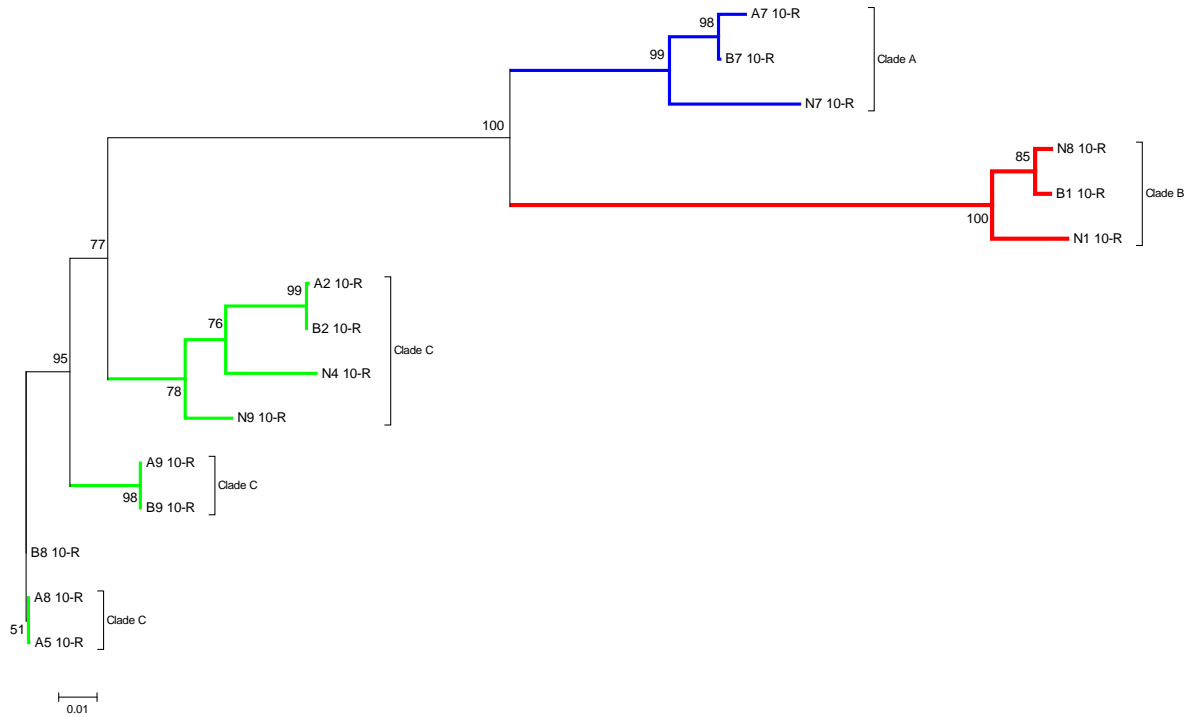 A7 10-R
98
B7 10-R
99
Clade A
N7 10-R
100
N8 10-R
85
B1 10-R
Clade B
100
N1 10-R
77
A2 10-R
99
B2 10-R
76
Clade C
95
N4 10-R
78
N9 10-R
A9 10-R
Clade C
98
B9 10-R
B8 10-R
A8 10-R
Clade C
51
A5 10-R
0.01